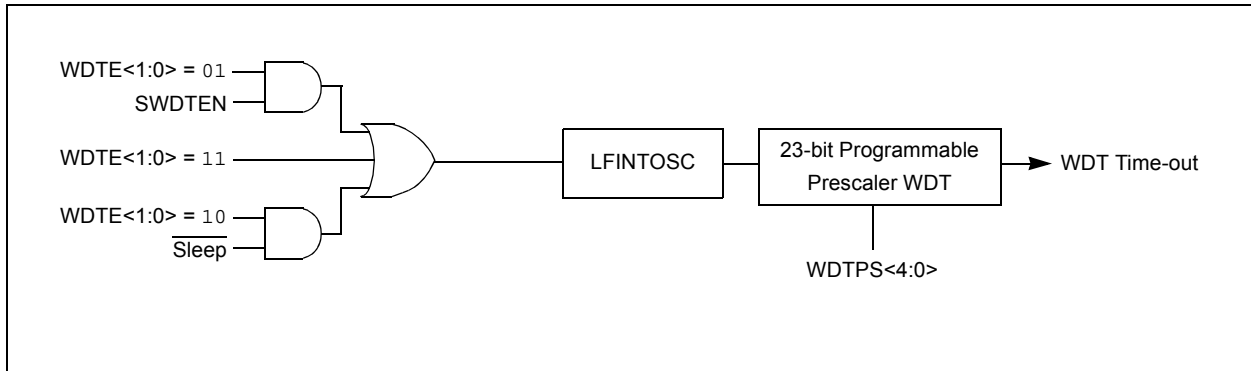 WDTE<1:0> = 01
SWDTEN
WDTE<1:0> = 11
WDTE<1:0> = 10
Sleep
LFINTOSC
23-bit Programmable
Prescaler WDT
WDT Time-out
WDTPS<4:0>